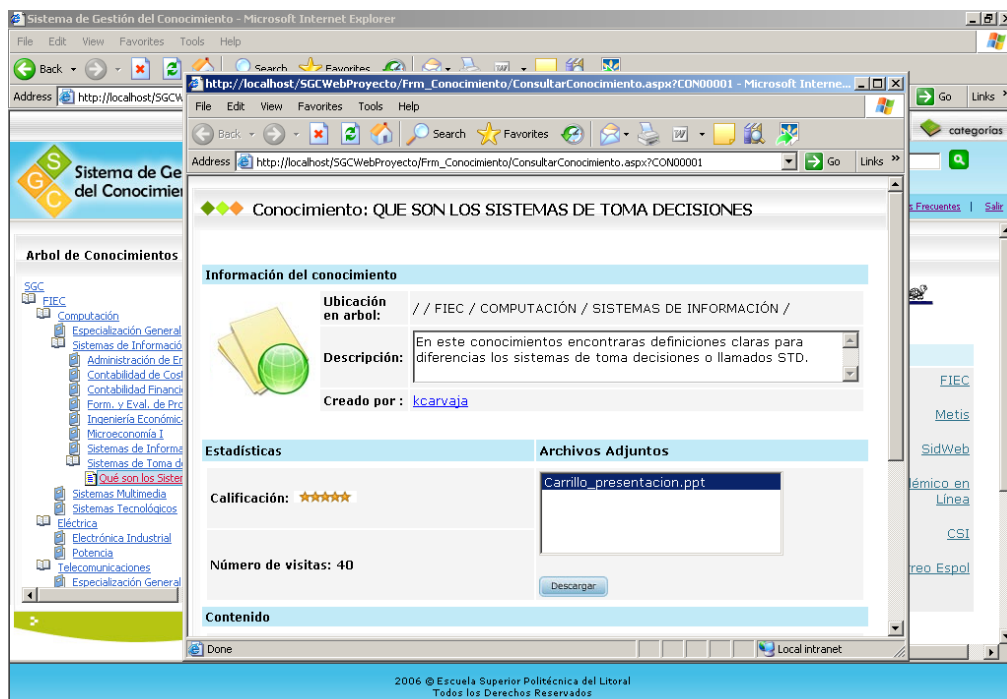 Sistema de Gestión del Conocimiento - Microsoft Internet Explorer
File Edit View Favorites Tools Help
Back Search Favorites
Address http://localhost/SGCW Go Links »
categorías
SGC
Sistema de Ge
del Conocimien
s Frecuentes | Salir
Arbol de Conocimientos
SGC
FIEC
Computación
Especialización General
Sistemas de Informació
Administración de Er
Contabilidad de Cost
Contabilidad Financi
Form. y Eval. de Pro
Ingeniería Económic
Microeconomía I
Sistemas de Informa
Sistemas de Toma d
Qué son los Sister
Sistemas Multimedia
Sistemas Tecnológicos
Eléctrica
Electrónica Industrial
Potencia
Telecomunicaciones
Especialización General
http://localhost/SGCWebProyecto/Frm_Conocimiento/ConsultarConocimiento.aspx?CON00001 - Microsoft Interne...
File Edit View Favorites Tools Help
Back Search Favorites
Address http://localhost/SGCWebProyecto/Frm_Conocimiento/ConsultarConocimiento.aspx?CON00001 Go Links »
Conocimiento: QUE SON LOS SISTEMAS DE TOMA DECISIONES
Información del conocimiento
Ubicación
en arbol:
/ / FIEC / COMPUTACIÓN / SISTEMAS DE INFORMACIÓN /
Descripción:
En este conocimientos encontraras definiciones claras para
diferencias los sistemas de toma decisiones o llamados STD.
Creado por : kcarvaja
Estadísticas
Calificación:
Número de visitas: 40
Archivos Adjuntos
Carrillo_presentacion.ppt
Descargar
Contenido
Done Local intranet
FIEC
Metis
SidWeb
démico en
Línea
CSI
reo Espol
2006 © Escuela Superior Politécnica del Litoral
Todos los Derechos Reservados